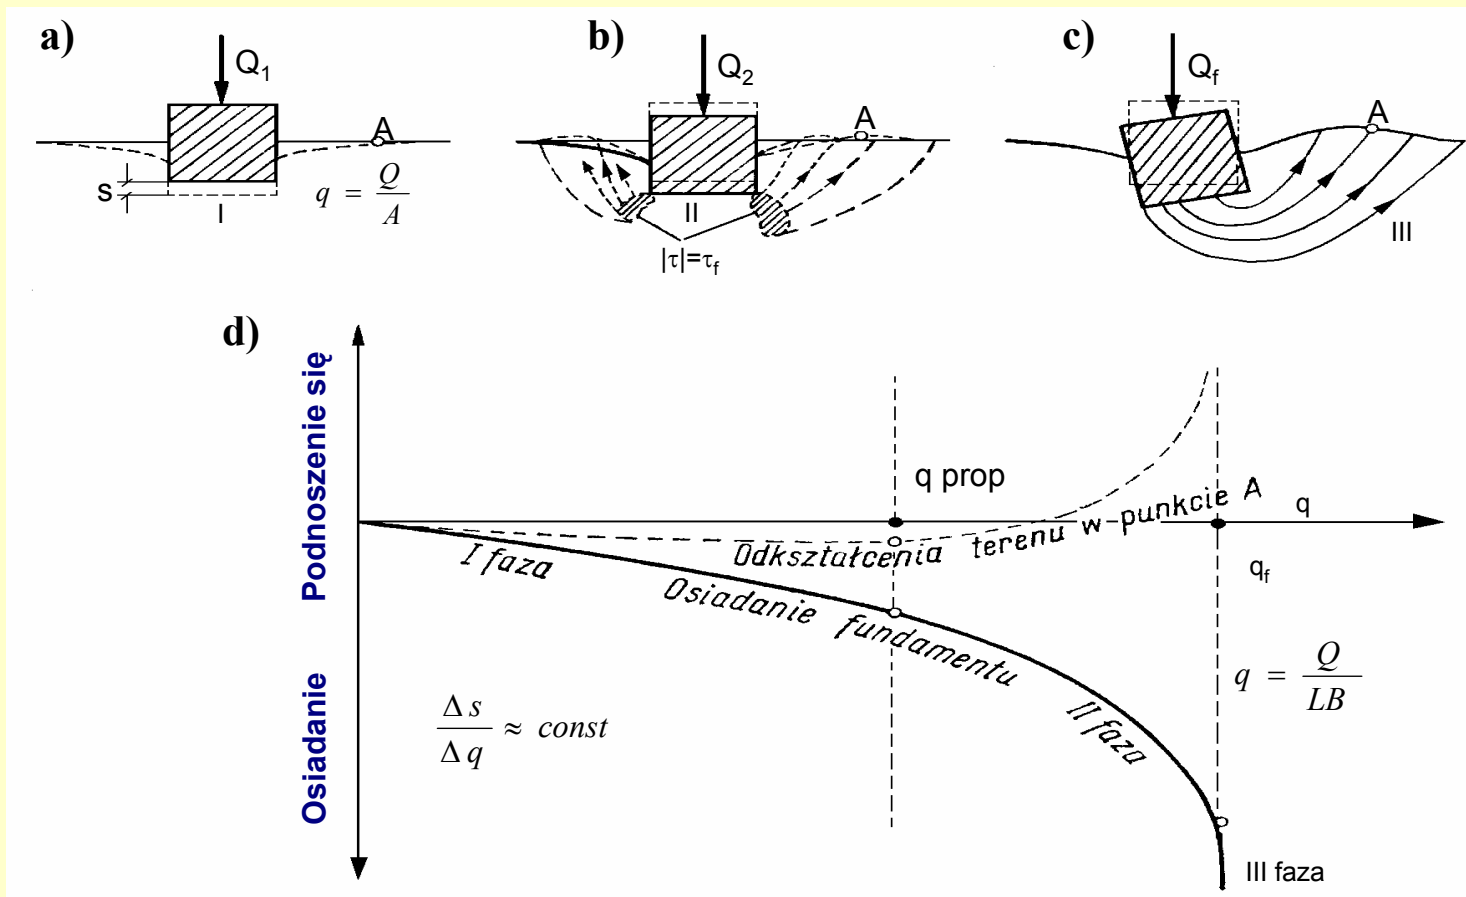 a)
Q₁
A
s
I
q = Q/A
b)
Q₂
A
II
|τ|=τf
c)
Qf
A
III
d)
Podnoszenie się
Osiadanie
q prop
q
qf
I faza
Odkształcenia terenu w punkcie A
Osiadanie fundamentu
II faza
III faza
Δs/Δq ≈ const
q = Q/LB